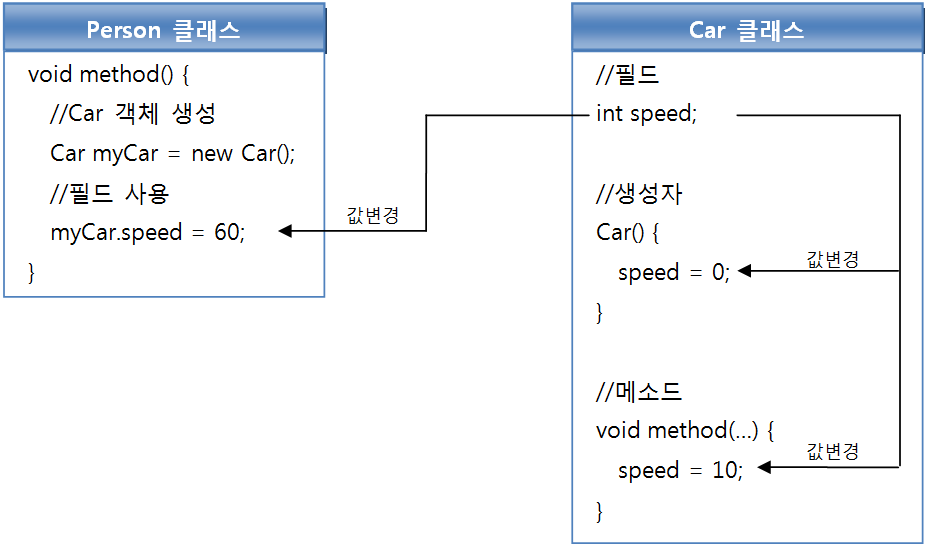 Person 클래스
void method() {
//Car 객체 생성
Car myCar = new Car();
//필드 사용
myCar.speed = 60;
}
값변경
Car 클래스
//필드
int speed;
//생성자
Car() {
speed = 0;
값변경
}
//메소드
void method(...) {
speed = 10;
값변경
}